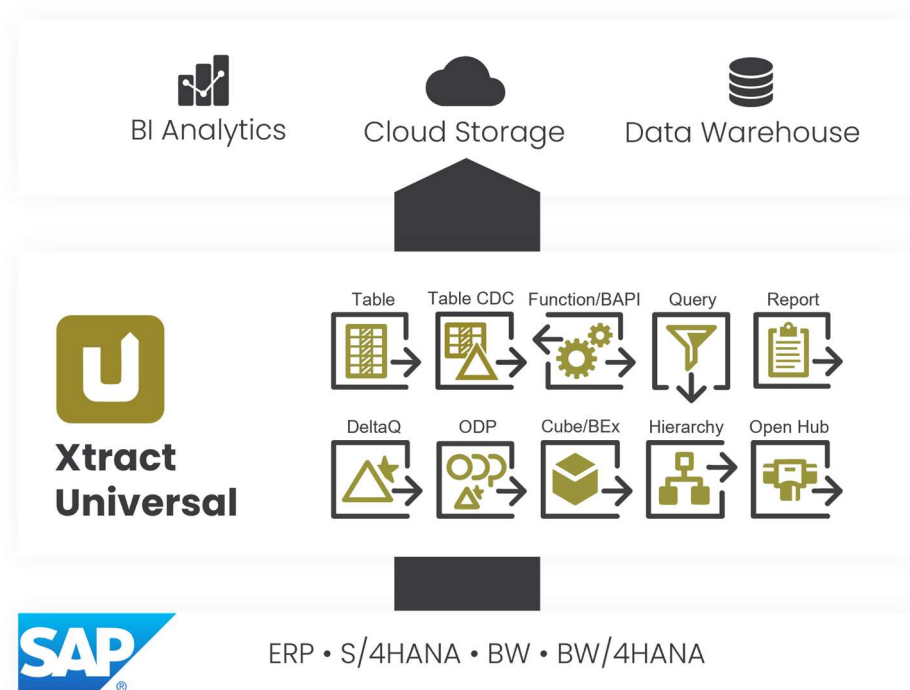 BI Analytics
Cloud Storage
Data Warehouse
Table
Table CDC
Function/BAPI
Query
Report
Xtract
Universal
DeltaQ
ODP
Cube/BEx
Hierarchy
Open Hub
ODP
SAP
®
ERP • S/4HANA • BW • BW/4HANA